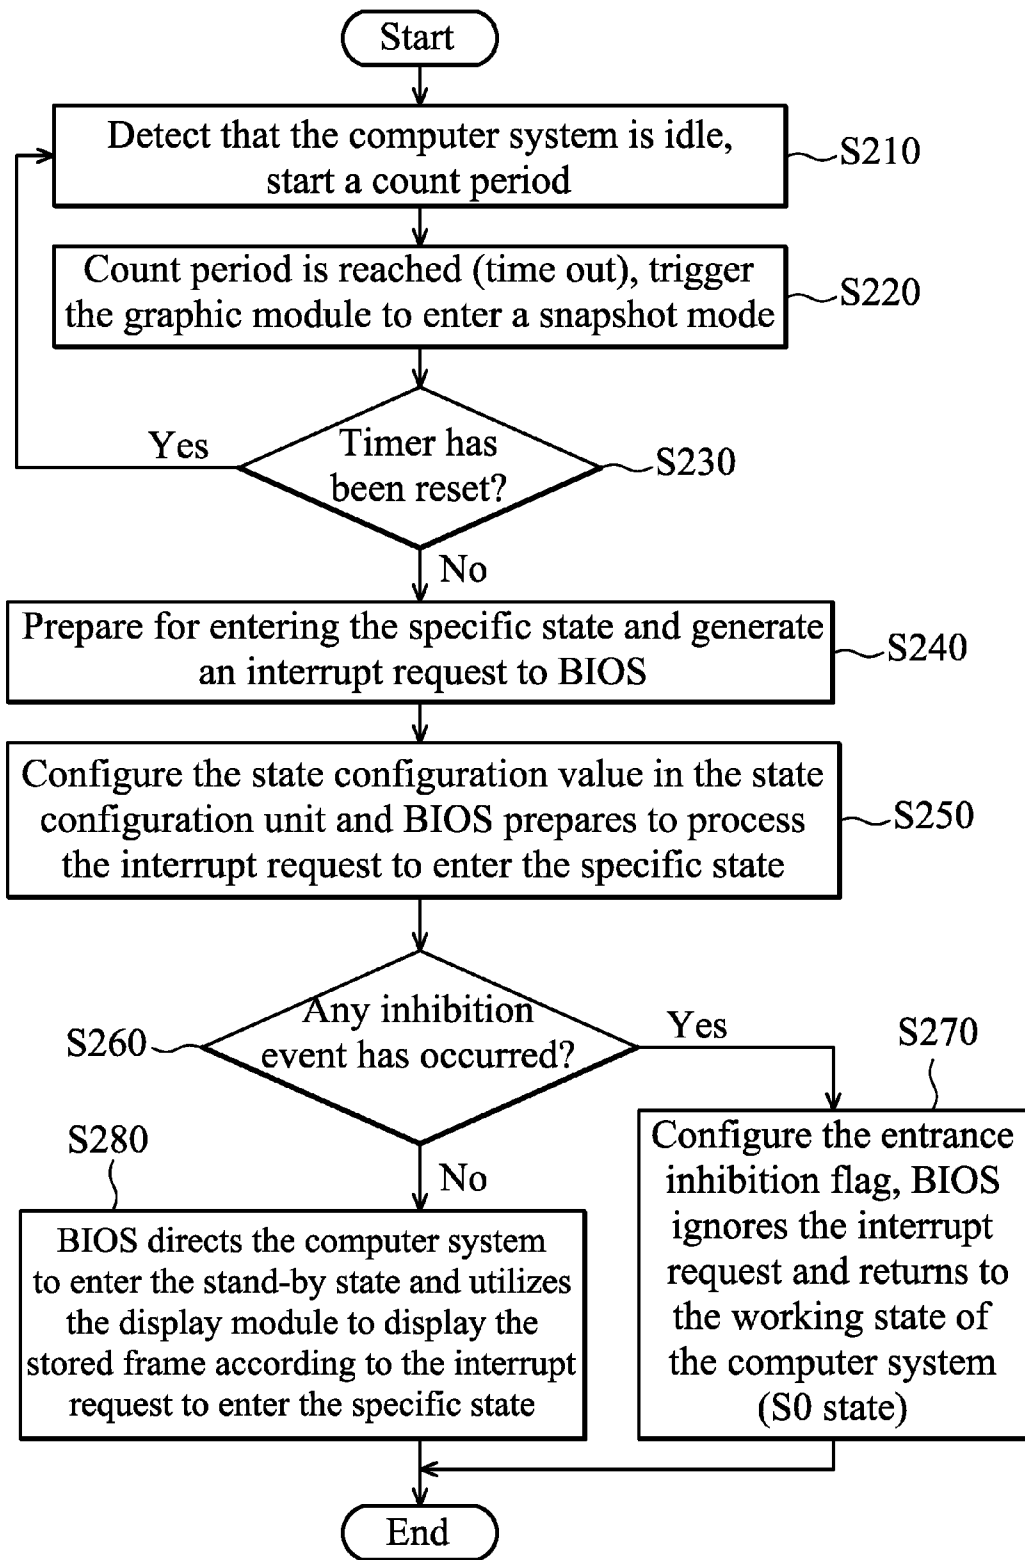 Start
Detect that the computer system is idle,
start a count period
S210
Count period is reached (time out), trigger
the graphic module to enter a snapshot mode
S220
Yes
Timer has
been reset?
S230
No
Prepare for entering the specific state and generate
an interrupt request to BIOS
S240
Configure the state configuration value in the state
configuration unit and BIOS prepares to process
the interrupt request to enter the specific state
S250
S260
Any inhibition
event has occurred?
Yes
S270
S280
No
BIOS directs the computer system
to enter the stand-by state and utilizes
the display module to display the
stored frame according to the interrupt
request to enter the specific state
Configure the entrance
inhibition flag, BIOS
ignores the interrupt
request and returns to
the working state of
the computer system
(S0 state)
End